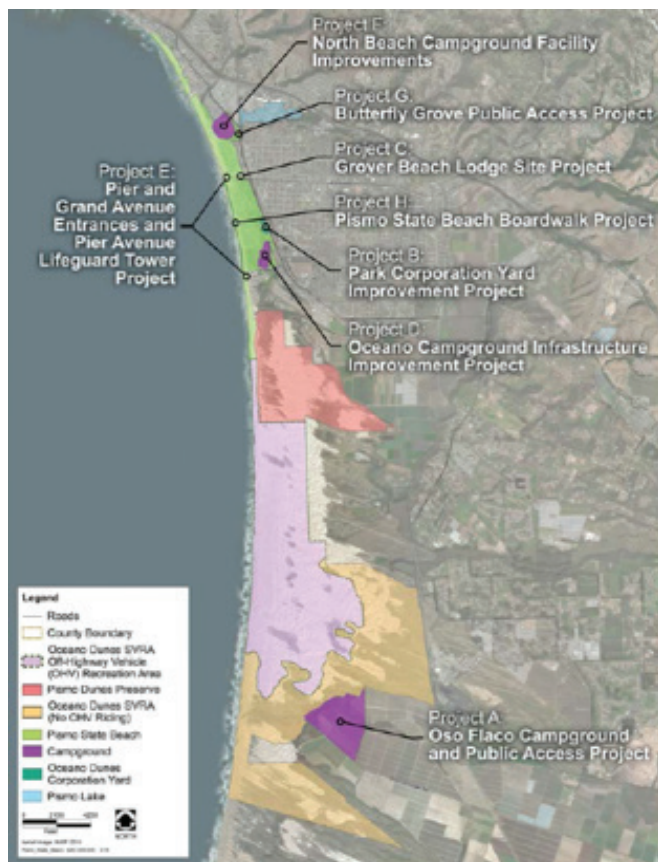 Project F:
North Beach Campground Facility
Improvements
Project G:
Butterfly Grove Public Access Project
Project C:
Grover Beach Lodge Site Project
Project E:
Pier and
Grand Avenue
Entrances and
Pier Avenue
Lifeguard Tower
Project
Project H:
Pismo State Beach Boardwalk Project
Project B:
Park Corporation Yard
Improvement Project
Project D:
Oceano Campground Infrastructure
Improvement Project
Project A:
Oso Flaco Campground
and Public Access Project
Legend
Roads
County Boundary
Oceano Dunes SVRA
Off-Highway Vehicle
(OHV) Recreation Area
Pismo Dunes Preserve
Oceano Dunes SVRA
(No OHV Riding)
Pismo State Beach
Campground
Oceano Dunes
Corporation Yard
Pismo Lake
0
NORTH